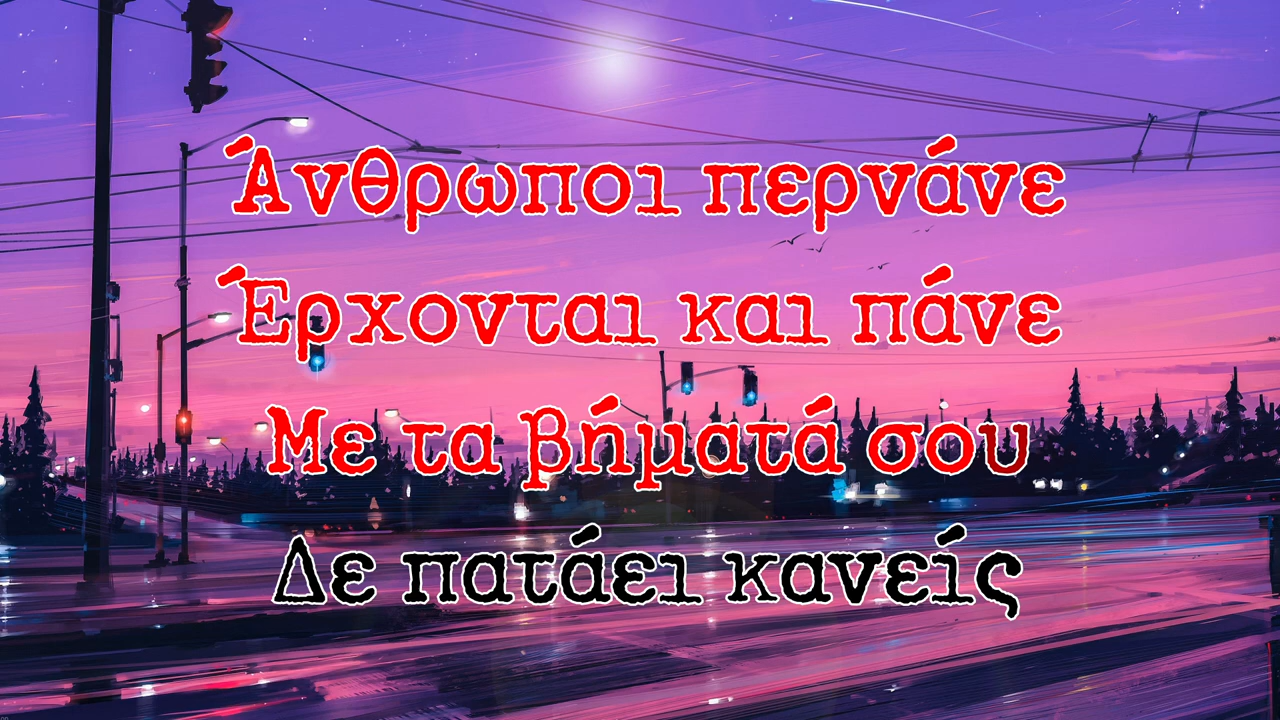 Άνθρωποι περνάνε
Έρχονται και πάνε
Με τα βήματά σου
Δε πατάει κανείς